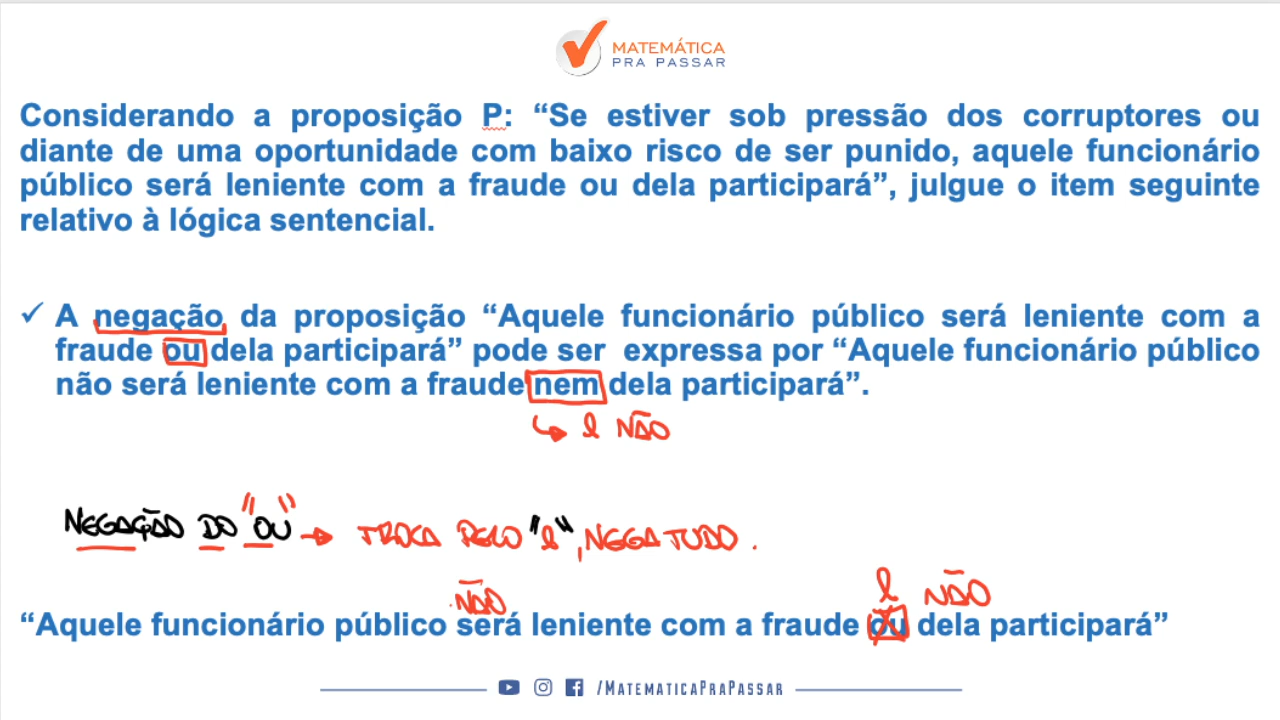 MATEMÁTICA
PRA PASSAR
Considerando a proposição P: “Se estiver sob pressão dos corruptores ou
diante de uma oportunidade com baixo risco de ser punido, aquele funcionário
público será leniente com a fraude ou dela participará”, julgue o item seguinte
relativo à lógica sentencial.
✓ A negação da proposição “Aquele funcionário público será leniente com a
fraude ou dela participará” pode ser expressa por “Aquele funcionário público
não será leniente com a fraude nem dela participará”.
↳ e NÃO
NEGAÇÃO DO "OU" → TROCA PELO "e", NEGA TUDO.
NÃO e NÃO
“Aquele funcionário público será leniente com a fraude ou dela participará”
/MATEMATICAPRAPASSAR